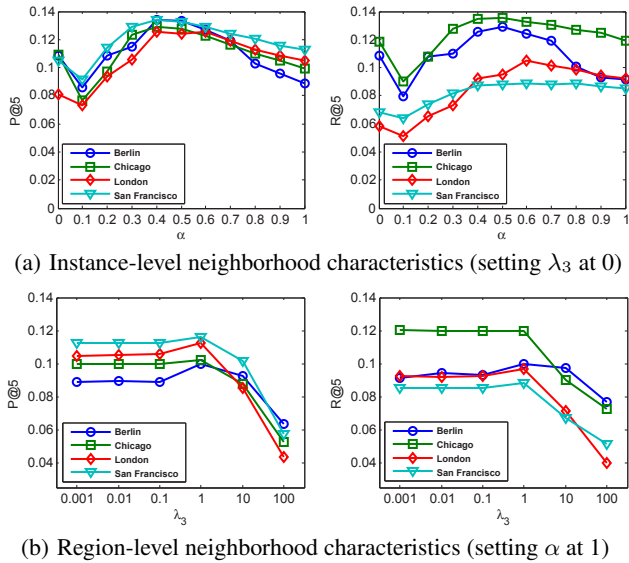 0.14
0.12
0.1
0.08
0.06
0.04
0.02
0
P@5
0 0.1 0.2 0.3 0.4 0.5 0.6 0.7 0.8 0.9 1
α
Berlin
Chicago
London
San Francisco
0.14
0.12
0.1
0.08
0.06
0.04
0.02
0
R@5
0 0.1 0.2 0.3 0.4 0.5 0.6 0.7 0.8 0.9 1
α
Berlin
Chicago
London
San Francisco
(a) Instance-level neighborhood characteristics (setting λ3 at 0)
0.14
0.12
0.1
0.08
0.06
0.04
P@5
0.001 0.01 0.1 1 10 100
λ3
Berlin
Chicago
London
San Francisco
0.14
0.12
0.1
0.08
0.06
0.04
R@5
0.001 0.01 0.1 1 10 100
λ3
Berlin
Chicago
London
San Francisco
(b) Region-level neighborhood characteristics (setting α at 1)